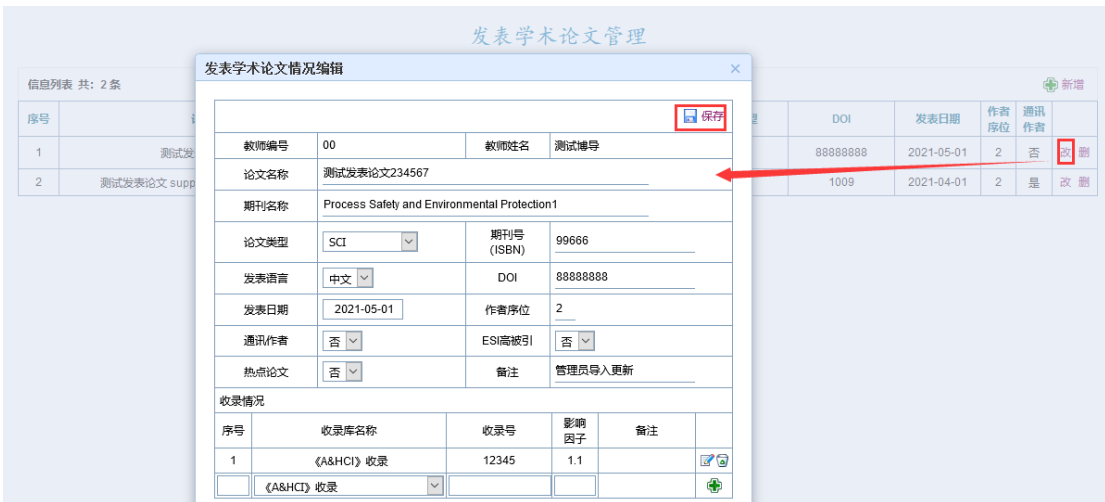 发表学术论文管理
发表学术论文情况编辑 ×
信息列表 共：2条 新增
保存
序号 DOI 发表日期 作者序位 通讯作者
教师编号 00 教师姓名 测试博导
1 测试发 88888888 2021-05-01 2 否 改 删
论文名称 测试发表论文234567
2 测试发表论文 supp 1009 2021-04-01 2 是 改 删
期刊名称 Process Safety and Environmental Protection1
论文类型 SCI 期刊号(ISBN) 99666
发表语言 中文 DOI 88888888
发表日期 2021-05-01 作者序位 2
通讯作者 否 ESI高被引 否
热点论文 否 备注 管理员导入更新
收录情况
序号 收录库名称 收录号 影响因子 备注
1 《A&HCI》收录 12345 1.1
《A&HCI》收录